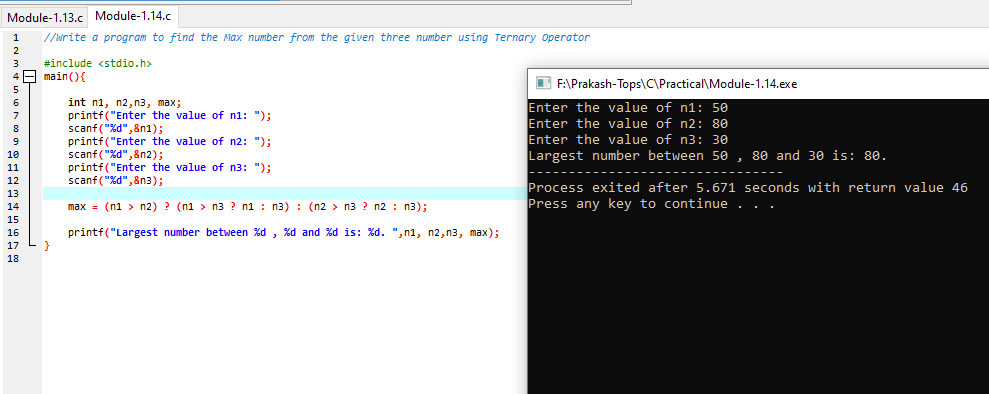 Module-1.13.c Module-1.14.c
1 //Write a program to find the Max number from the given three number using Ternary Operator
2
3 #include <stdio.h>
4 main(){
5
6 int n1, n2,n3, max;
7 printf("Enter the value of n1: ");
8 scanf("%d",&n1);
9 printf("Enter the value of n2: ");
10 scanf("%d",&n2);
11 printf("Enter the value of n3: ");
12 scanf("%d",&n3);
13
14 max = (n1 > n2) ? (n1 > n3 ? n1 : n3) : (n2 > n3 ? n2 : n3);
15
16 printf("Largest number between %d , %d and %d is: %d. ",n1, n2,n3, max);
17 }
18
F:\Prakash-Tops\C\Practical\Module-1.14.exe
Enter the value of n1: 50
Enter the value of n2: 80
Enter the value of n3: 30
Largest number between 50 , 80 and 30 is: 80.
--------------------------------
Process exited after 5.671 seconds with return value 46
Press any key to continue . . .